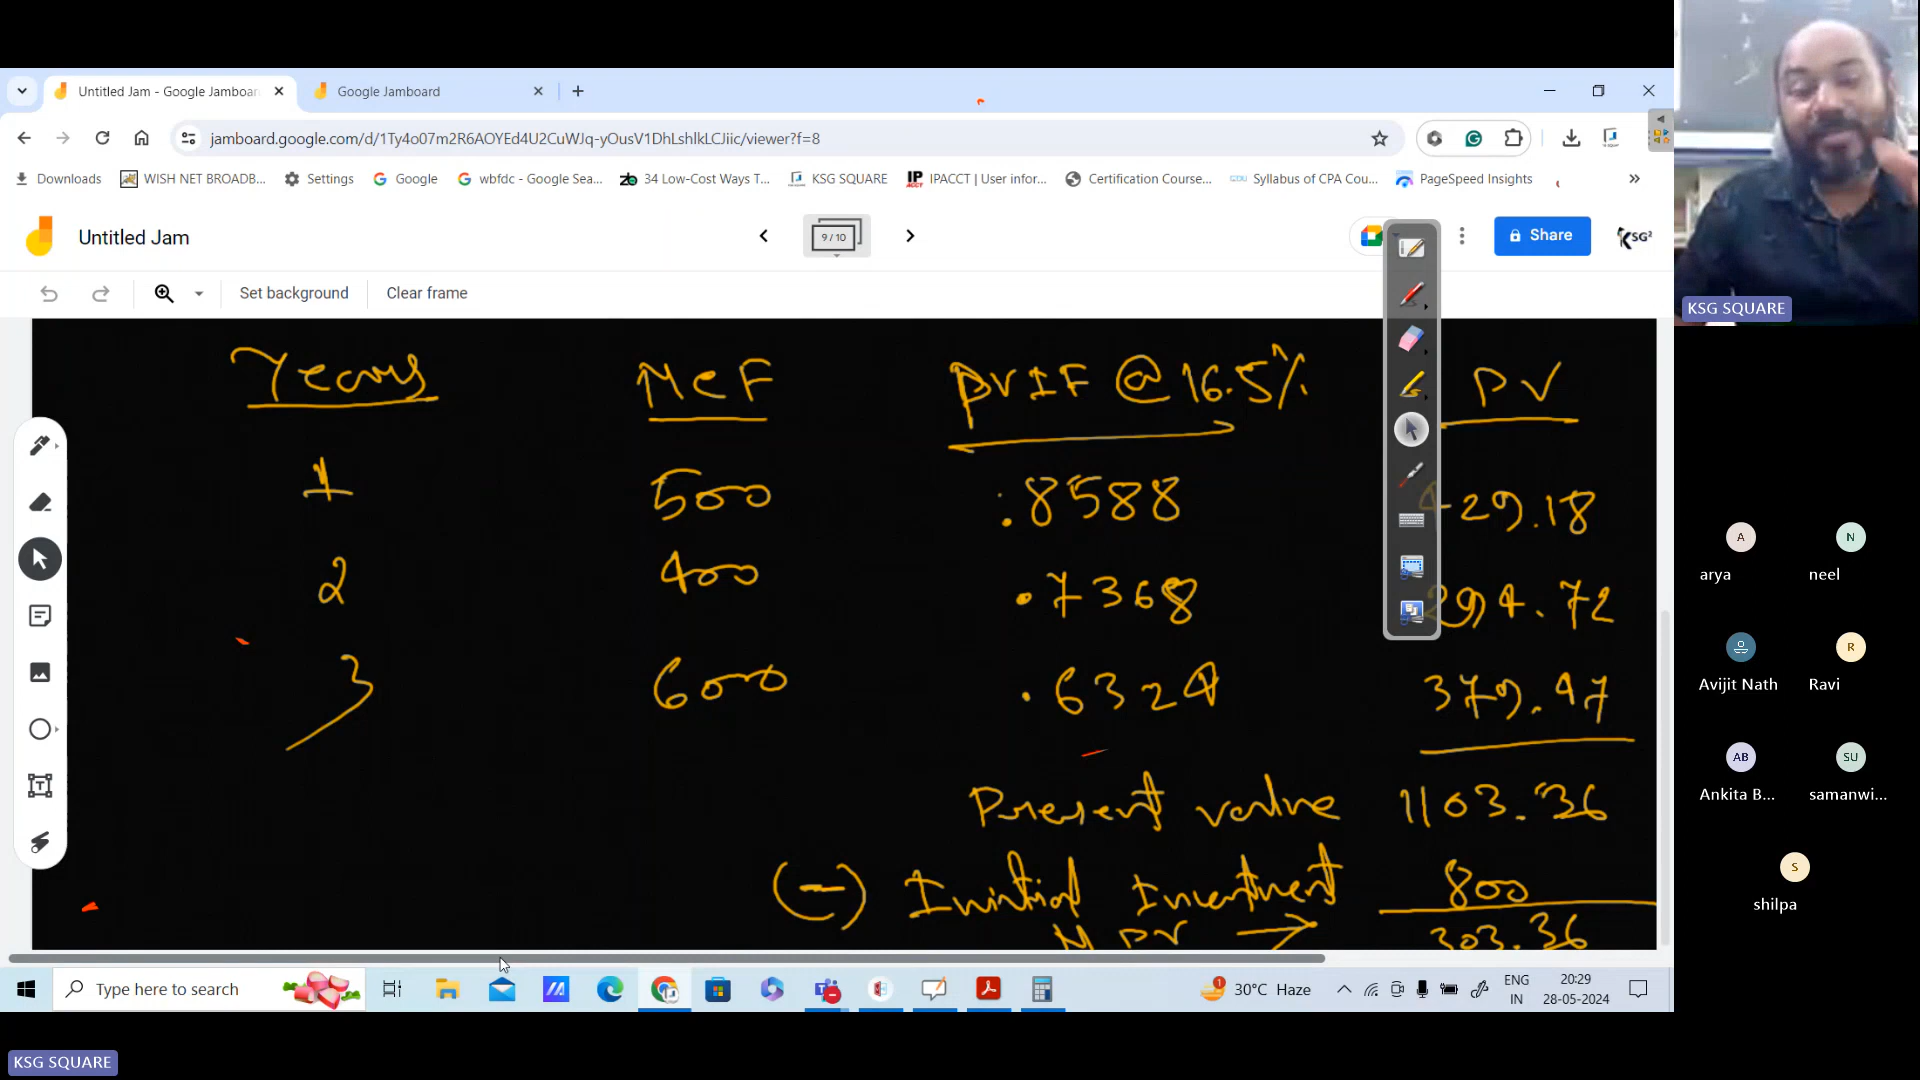 Untitled Jam - Google Jamboar
Google Jamboard
jamboard.google.com/d/1Ty4o07m2R6AOYEd4U2CuWJq-yOusV1DhLshlkLCJiic/viewer?f=8
Downloads WISH NET BROADB... Settings Google wbfdc - Google Sea... 34 Low-Cost Ways T... KSG SQUARE IPACCT | User infor... Certification Course... Syllabus of CPA Cou... PageSpeed Insights
Untitled Jam
9 / 10
Share
KSG²
Set background Clear frame
Years NCF PVIF @ 16.5% PV
1 500 .8588 429.18
2 400 .7368 294.72
3 600 .6324 379.47
Present value 1103.36
(-) Initial Investment 800
NPV → 303.36
KSG SQUARE
A N
arya neel
R
Avijit Nath Ravi
AB SU
Ankita B... samanwi...
S
shilpa
Type here to search
30°C Haze
ENG
IN
20:29
28-05-2024
KSG SQUARE